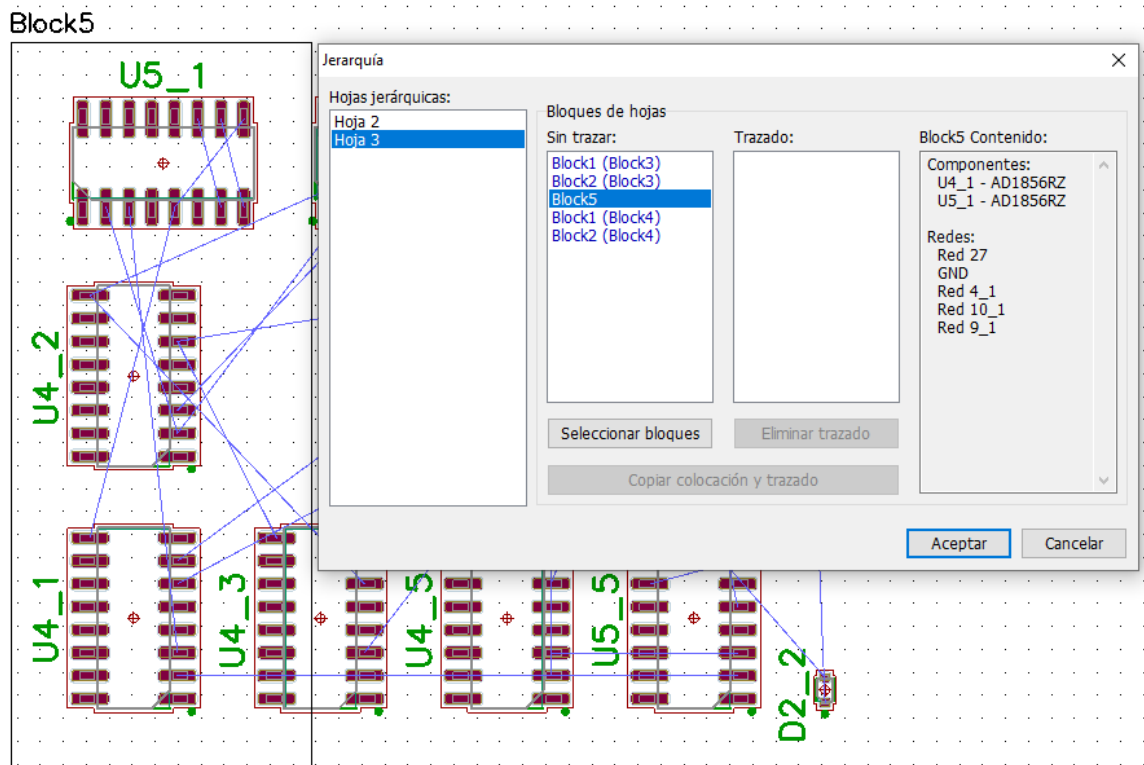 Block5
U5_1
U4_2
U4_1
U4_3
U4_5
U5_5
D2_2
Jerarquía
Hojas jerárquicas:
Hoja 2
Hoja 3
Bloques de hojas
Sin trazar:
Block1 (Block3)
Block2 (Block3)
Block5
Block1 (Block4)
Block2 (Block4)
Trazado:
Block5 Contenido:
Componentes:
U4_1 - AD1856RZ
U5_1 - AD1856RZ
Redes:
Red 27
GND
Red 4_1
Red 10_1
Red 9_1
Seleccionar bloques
Eliminar trazado
Copiar colocación y trazado
Aceptar
Cancelar